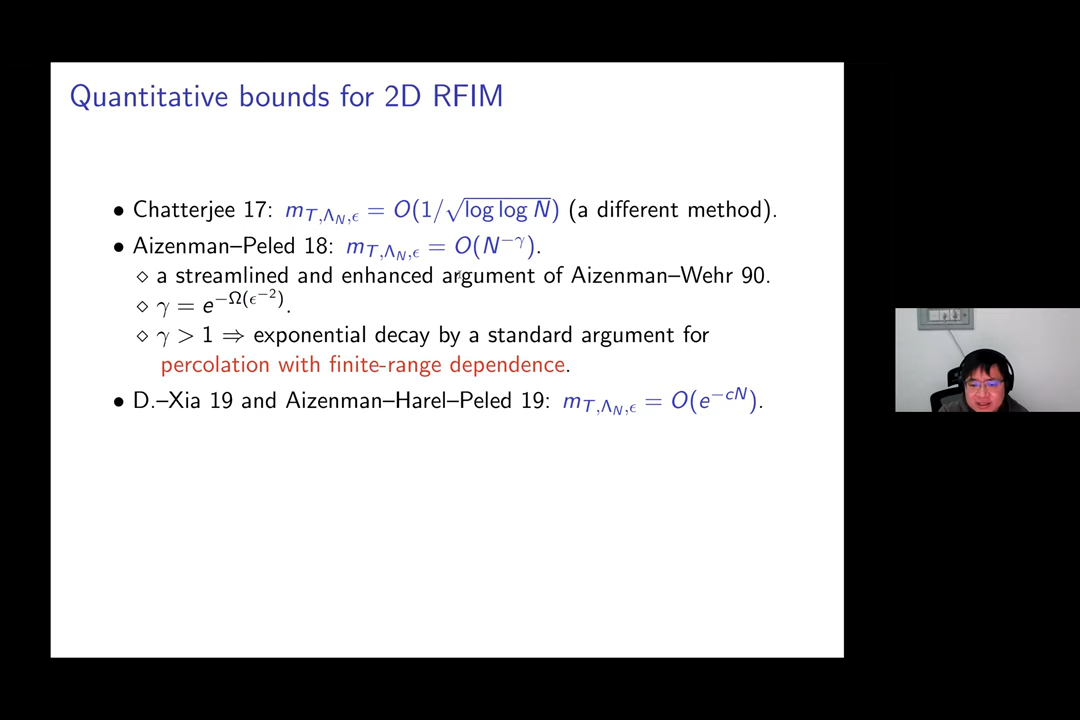 Quantitative bounds for 2D RFIM
• Chatterjee 17: m_{T,Λ_N,ϵ} = O(1/√(log log N)) (a different method).
• Aizenman–Peled 18: m_{T,Λ_N,ϵ} = O(N^{−γ}).
⋄ a streamlined and enhanced argument of Aizenman–Wehr 90.
⋄ γ = e^{−Ω(ϵ^{−2})}.
⋄ γ > 1 ⇒ exponential decay by a standard argument for
percolation with finite-range dependence.
• D.–Xia 19 and Aizenman–Harel–Peled 19: m_{T,Λ_N,ϵ} = O(e^{−cN}).